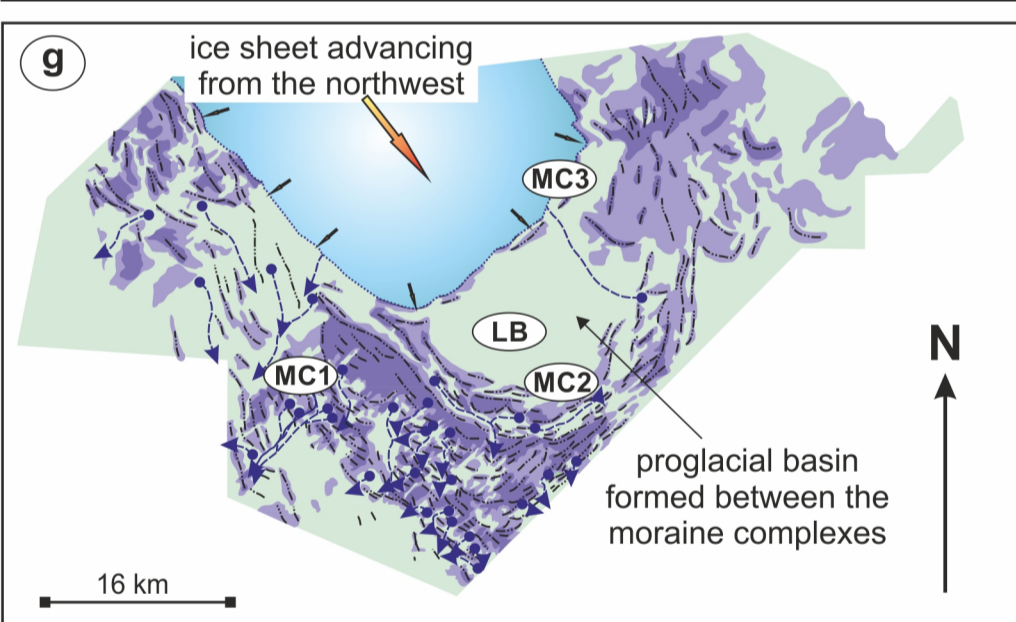 g
ice sheet advancing
from the northwest
MC3
LB
MC1
MC2
N
proglacial basin
formed between the
moraine complexes
16 km